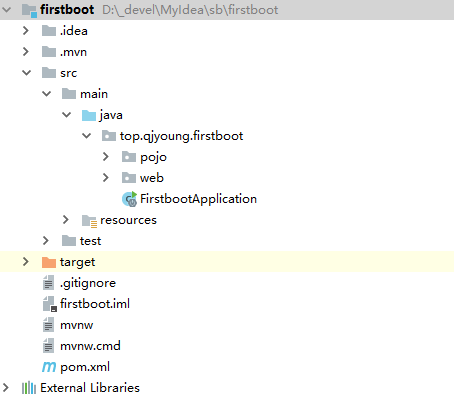 firstboot D:\_devel\MyIdea\sb\firstboot
.idea
.mvn
src
main
java
top.qjyoung.firstboot
pojo
web
FirstbootApplication
resources
test
target
.gitignore
firstboot.iml
mvnw
mvnw.cmd
pom.xml
External Libraries